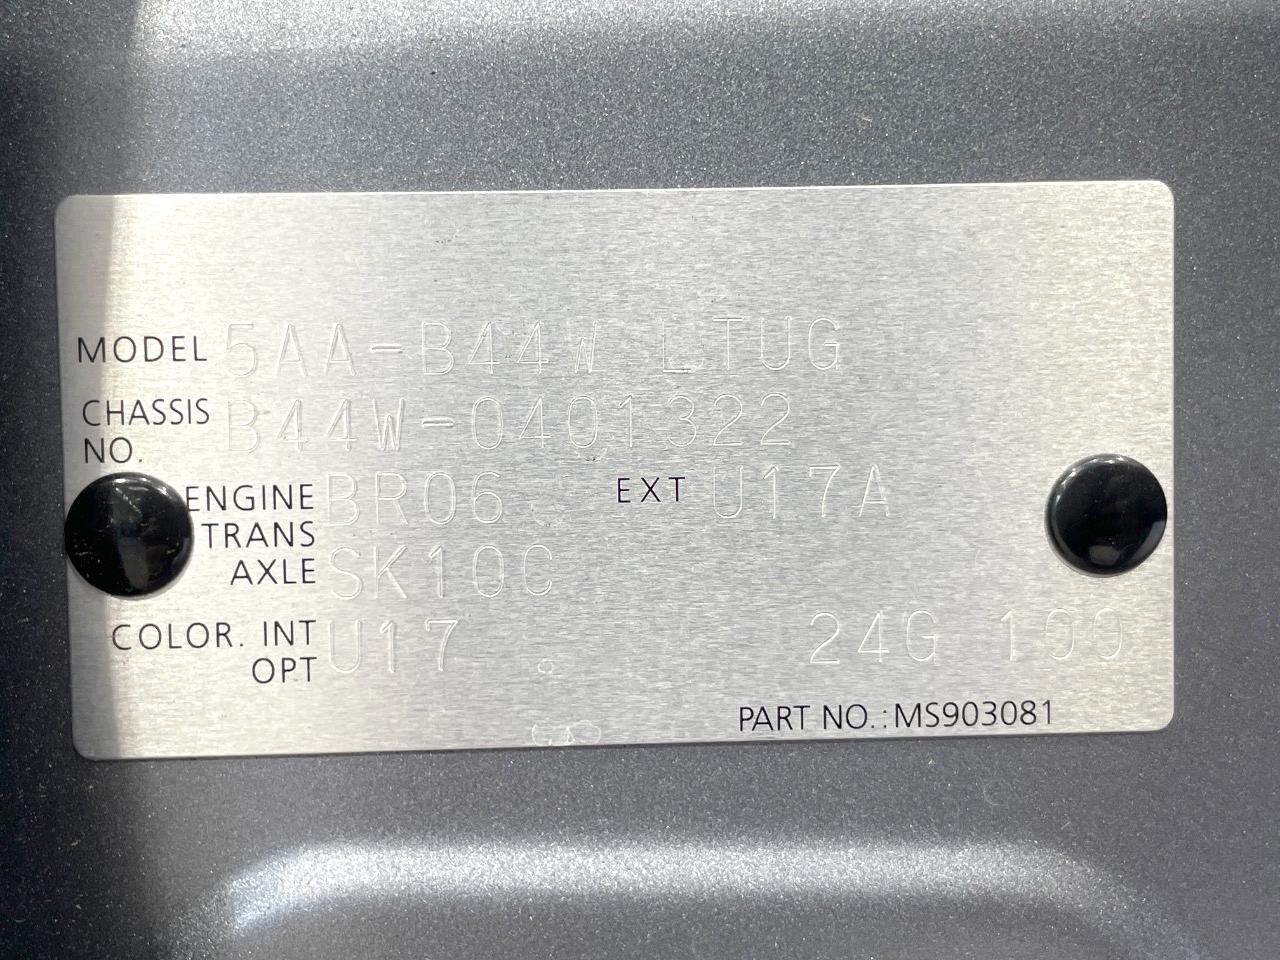 MODEL 5AA-B44W LTUG
CHASSIS NO. B44W-0401322
ENGINE BR06 EXT U17A
TRANS AXLE SK10C
COLOR. INT OPT U17 24G 100
PART NO.:MS903081